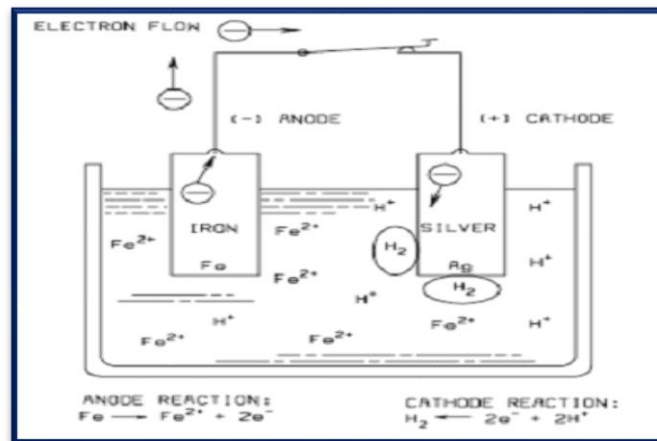 ELECTRON FLOW
(-) ANODE
(+) CATHODE
IRON
Fe
SILVER
Ag
H⁺
H⁺
Fe²⁺
Fe²⁺
H₂
Fe²⁺
H⁺
H₂
H⁺
H⁺
Fe²⁺
Fe²⁺
Fe²⁺
H⁺
ANODE REACTION:
Fe → Fe²⁺ + 2e⁻
CATHODE REACTION:
H₂ ← 2e⁻ + 2H⁺